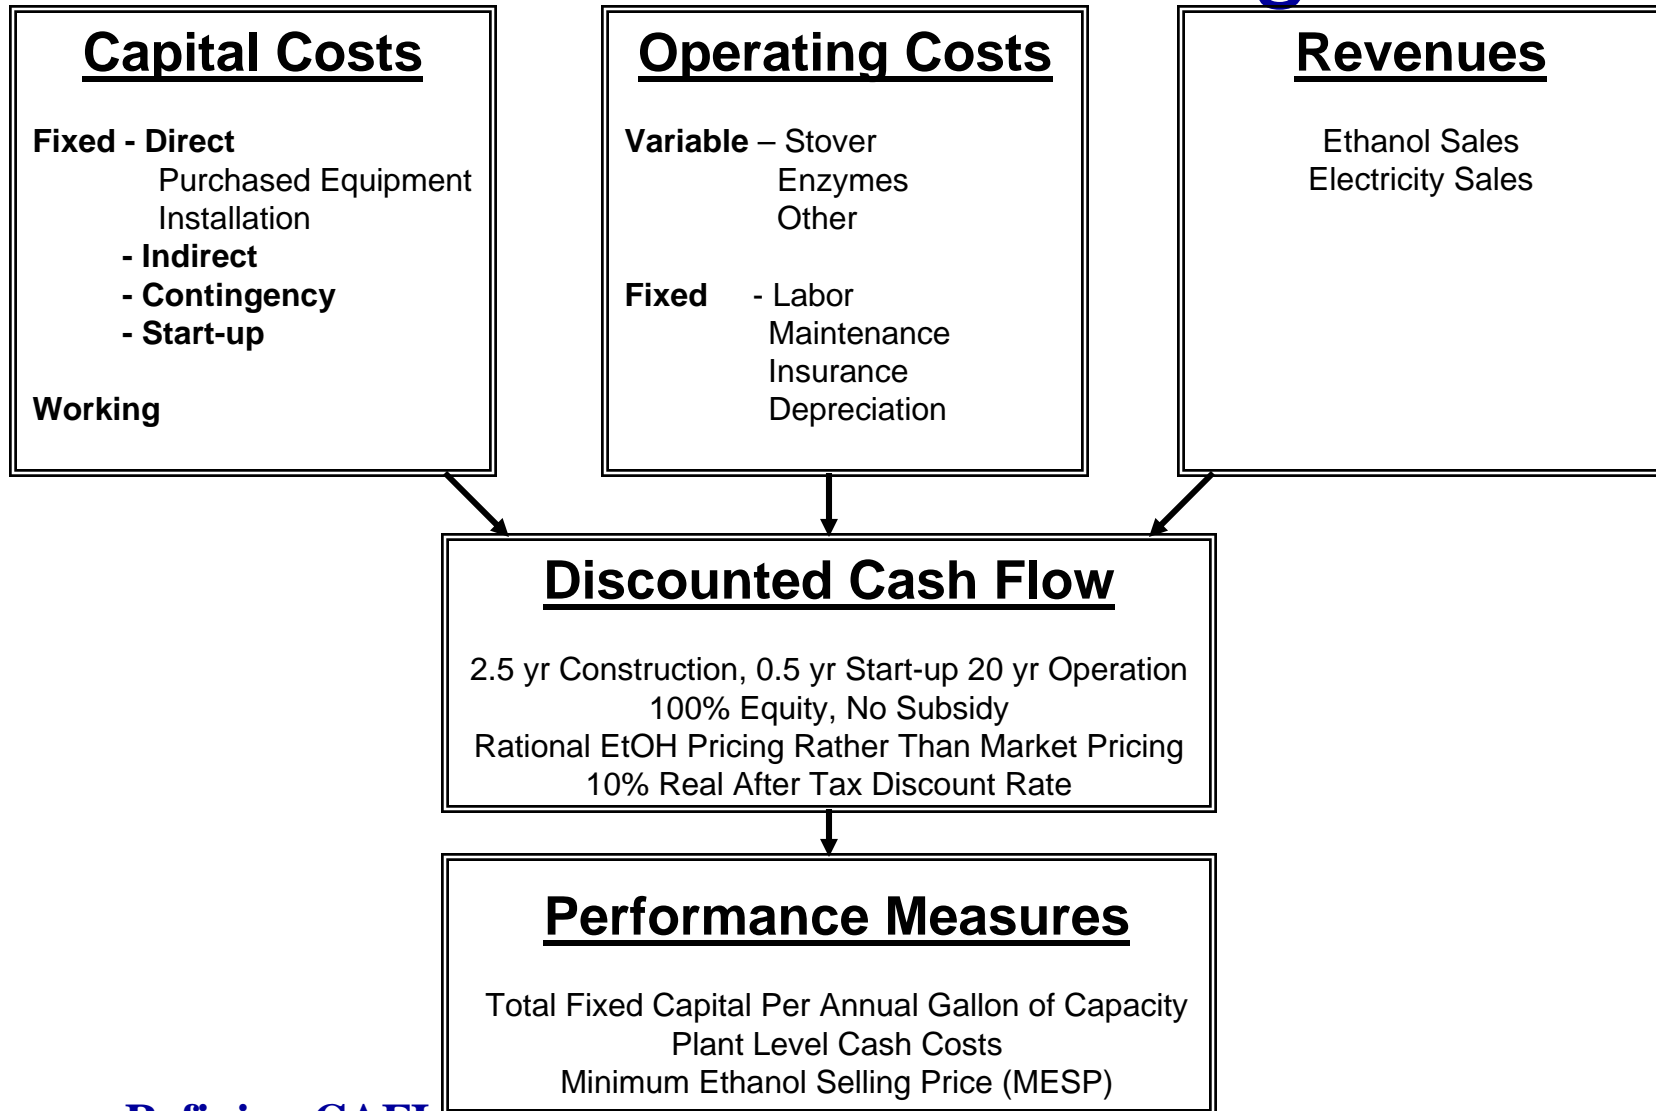 Capital Costs
Fixed - Direct
Purchased Equipment
Installation
- Indirect
- Contingency
- Start-up
Working
Operating Costs
Variable – Stover
Enzymes
Other
Fixed - Labor
Maintenance
Insurance
Depreciation
Revenues
Ethanol Sales
Electricity Sales
Discounted Cash Flow
2.5 yr Construction, 0.5 yr Start-up 20 yr Operation
100% Equity, No Subsidy
Rational EtOH Pricing Rather Than Market Pricing
10% Real After Tax Discount Rate
Performance Measures
Total Fixed Capital Per Annual Gallon of Capacity
Plant Level Cash Costs
Minimum Ethanol Selling Price (MESP)